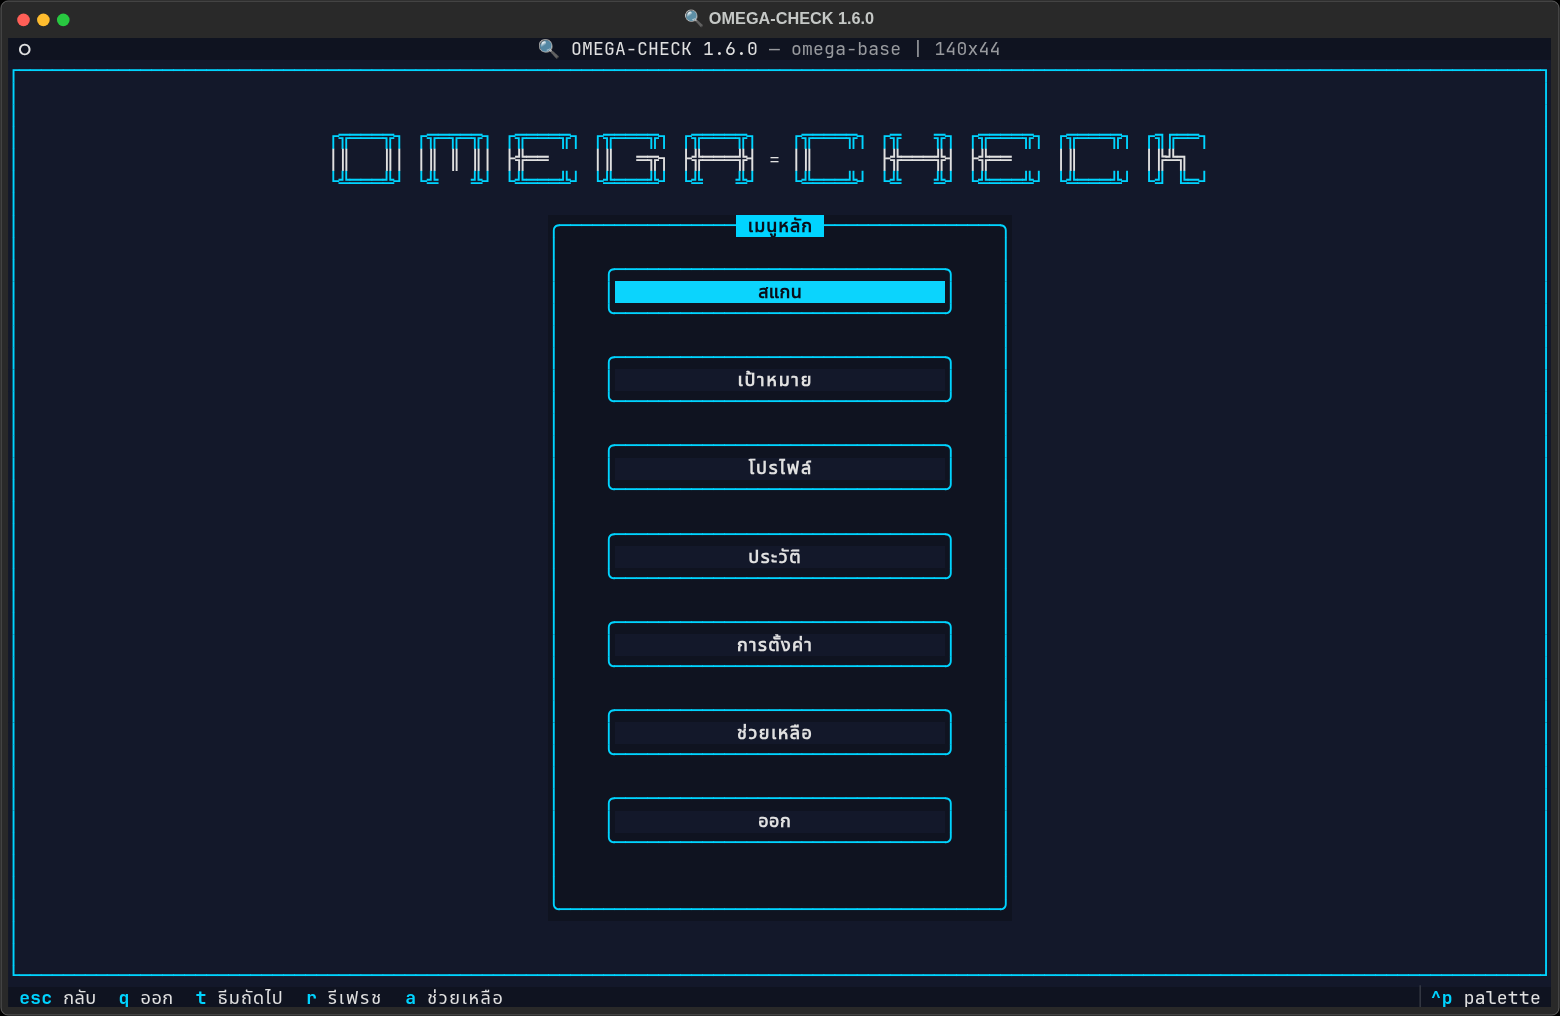 🔍 OMEGA-CHECK 1.6.0
🔍 OMEGA-CHECK 1.6.0 — omega-base | 140x44
OMEGA=CHECK
เมนูหลัก
สแกน
เป้าหมาย
โปรไฟล์
ประวัติ
การตั้งค่า
ช่วยเหลือ
ออก
esc กลับ q ออก t ธีมถัดไป r รีเฟรช a ช่วยเหลือ ^p palette